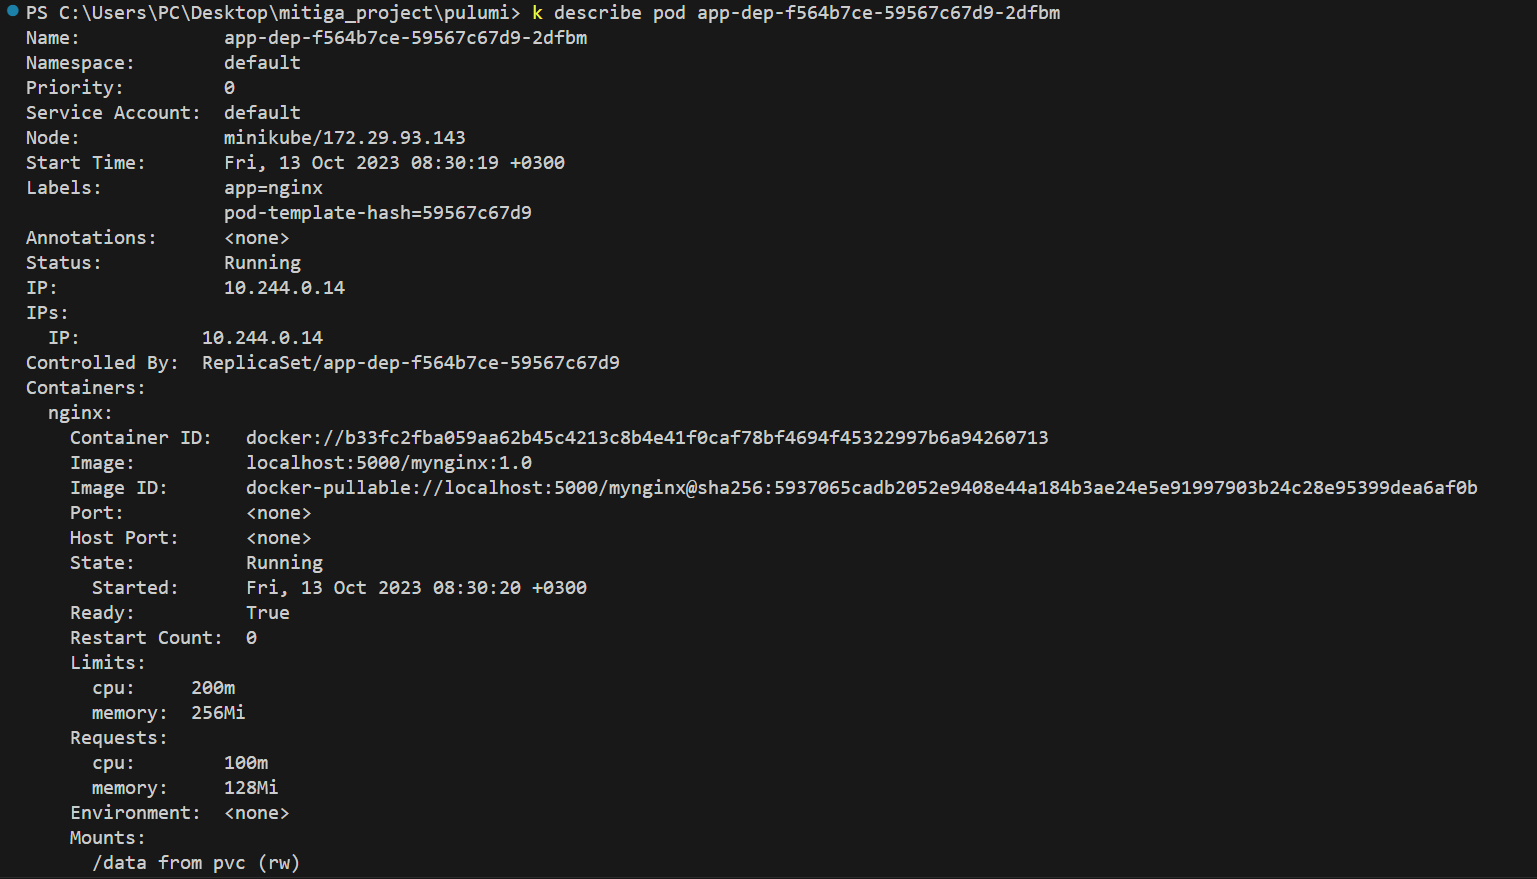 PS C:\Users\PC\Desktop\mitiga_project\pulumi> k describe pod app-dep-f564b7ce-59567c67d9-2dfbm
Name:             app-dep-f564b7ce-59567c67d9-2dfbm
Namespace:        default
Priority:         0
Service Account:  default
Node:             minikube/172.29.93.143
Start Time:       Fri, 13 Oct 2023 08:30:19 +0300
Labels:           app=nginx
                  pod-template-hash=59567c67d9
Annotations:      <none>
Status:           Running
IP:               10.244.0.14
IPs:
  IP:           10.244.0.14
Controlled By:  ReplicaSet/app-dep-f564b7ce-59567c67d9
Containers:
  nginx:
    Container ID:   docker://b33fc2fba059aa62b45c4213c8b4e41f0caf78bf4694f45322997b6a94260713
    Image:          localhost:5000/mynginx:1.0
    Image ID:       docker-pullable://localhost:5000/mynginx@sha256:5937065cadb2052e9408e44a184b3ae24e5e91997903b24c28e95399dea6af0b
    Port:           <none>
    Host Port:      <none>
    State:          Running
      Started:      Fri, 13 Oct 2023 08:30:20 +0300
    Ready:          True
    Restart Count:  0
    Limits:
      cpu:     200m
      memory:  256Mi
    Requests:
      cpu:        100m
      memory:     128Mi
    Environment:  <none>
    Mounts:
      /data from pvc (rw)